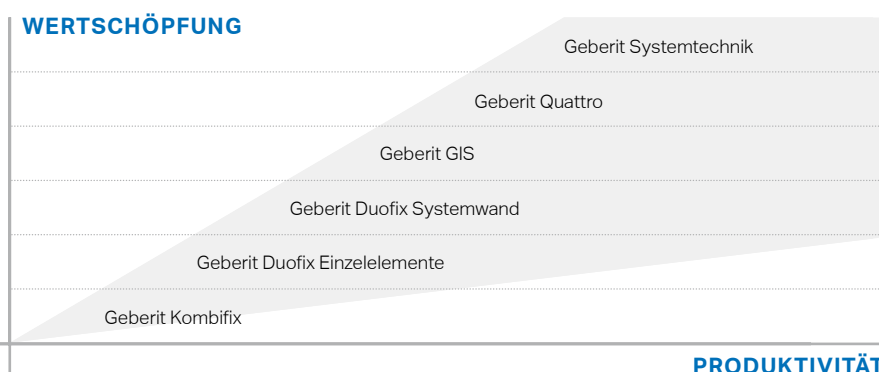 WERTSCHÖPFUNG
Geberit Systemtechnik
Geberit Quattro
Geberit GIS
Geberit Duofix Systemwand
Geberit Duofix Einzelelemente
Geberit Kombifix
PRODUKTIVITÄT